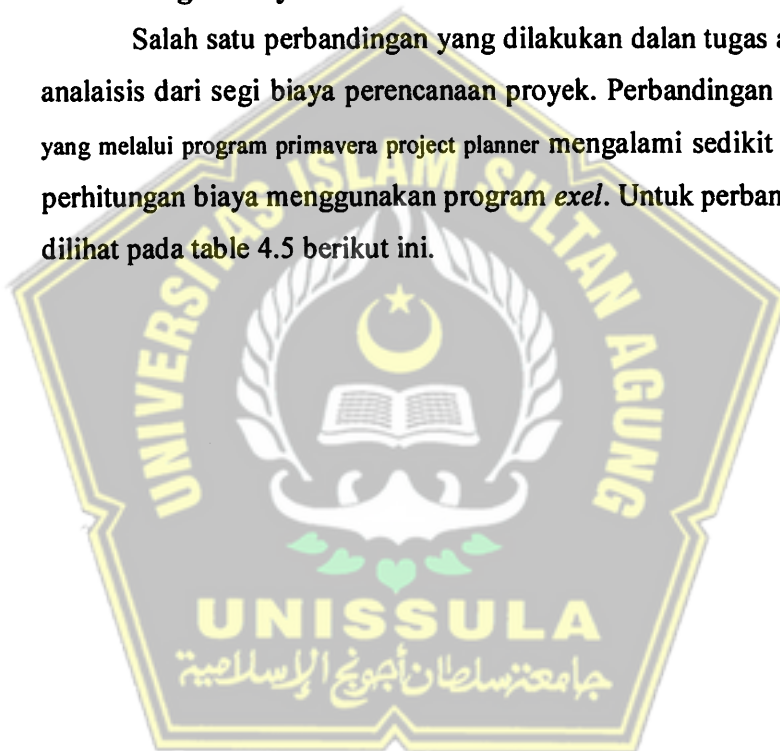 Salah satu perbandingan yang dilakukan dalan tugas
analaisis dari segi biaya perencanaan proyek. Perbandingan
yang melalui program primavera project planner mengalami sedikit
perhitungan biaya menggunakan program exel. Untuk
dilihat pada table 4.5 berikut ini.
UNIVERSITAS ISLAM SULTAN AGUNG
UNISSULA
جامعة سلطان أجونج الإسلامية